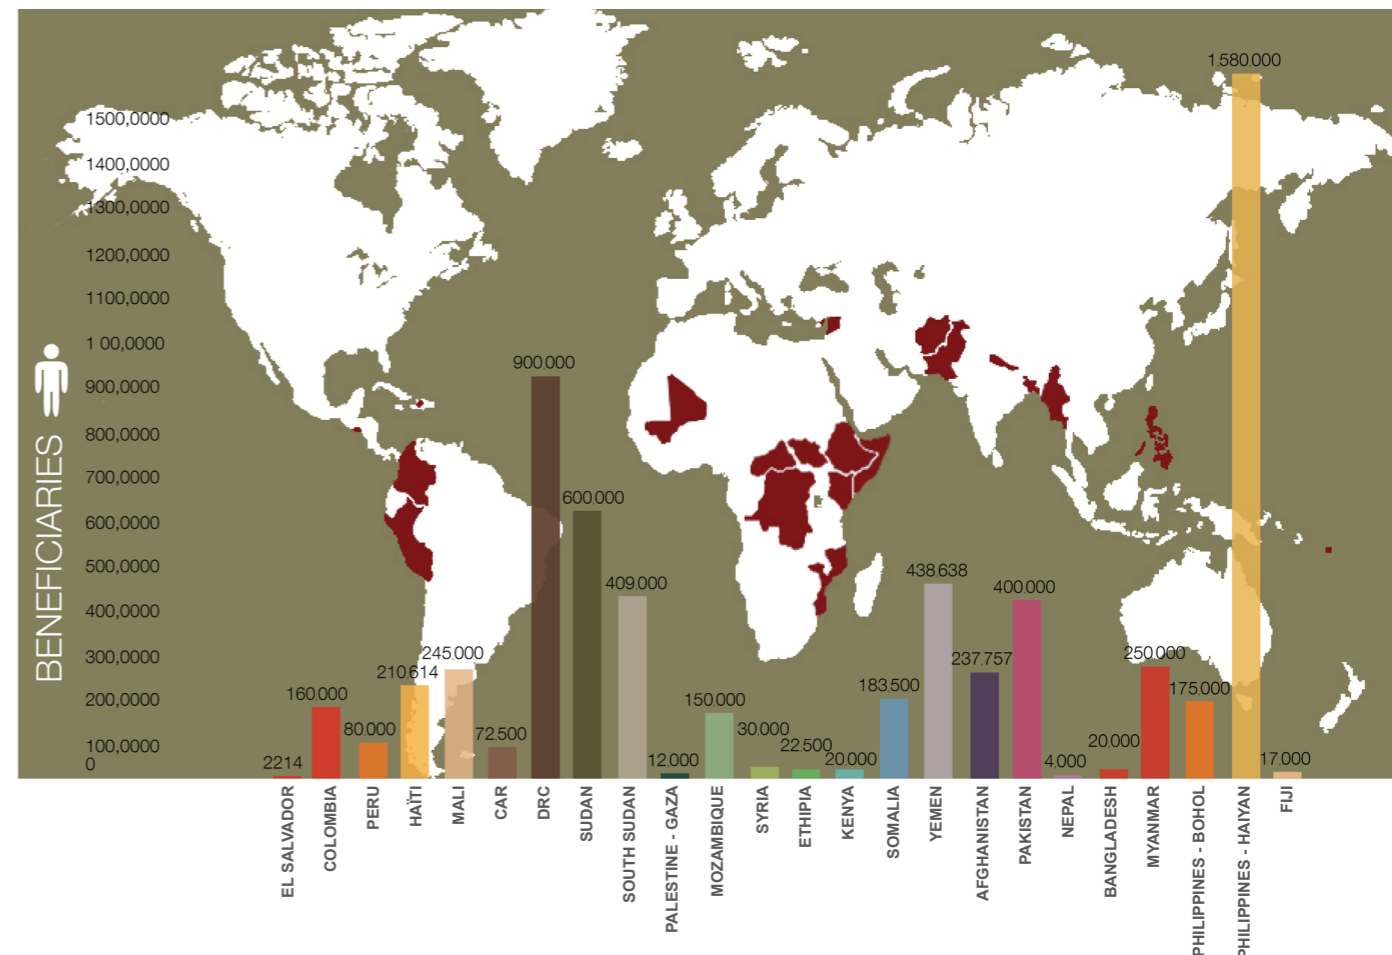 1,580,000
1500,0000
1400,0000
1300,0000
1200,0000
1100,0000
1 00,0000
900,0000
800,0000
700,0000
600,0000
500,0000
400,0000
300,0000
200,0000
100,0000
0
BENEFICIARIES
2214
160,000
80,000
210,614
245,000
72,500
900,000
600,000
409,000
12,000
150,000
30,000
22,500
20,000
183,500
438,638
237,757
400,000
4,000
20,000
250,000
175,000
17,000
EL SALVADOR
COLOMBIA
PERU
HAÏTI
MALI
CAR
DRC
SUDAN
SOUTH SUDAN
PALESTINE - GAZA
MOZAMBIQUE
SYRIA
ETHIPIA
KENYA
SOMALIA
YEMEN
AFGHANISTAN
PAKISTAN
NEPAL
BANGLADESH
MYANMAR
PHILIPPINES - BOHOL
PHILIPPINES - HAIYAN
FIJI